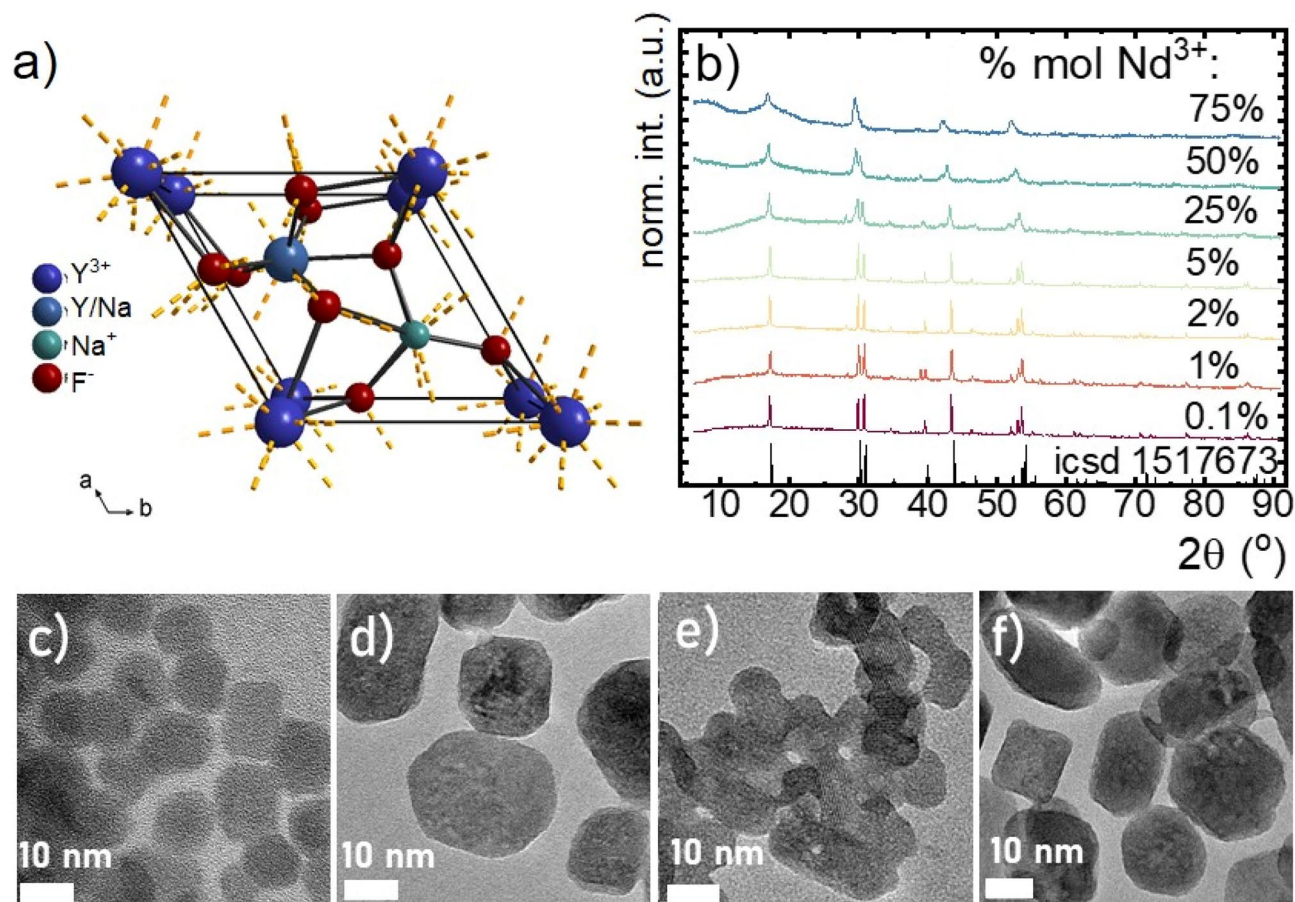 a)
Y³⁺
Y/Na
Na⁺
F⁻
a
b
b)
% mol Nd³⁺:
norm. int. (a.u.)
75%
50%
25%
5%
2%
1%
0.1%
icsd 1517673
10 20 30 40 50 60 70 80 90
2θ (º)
c)
10 nm
d)
10 nm
e)
10 nm
f)
10 nm